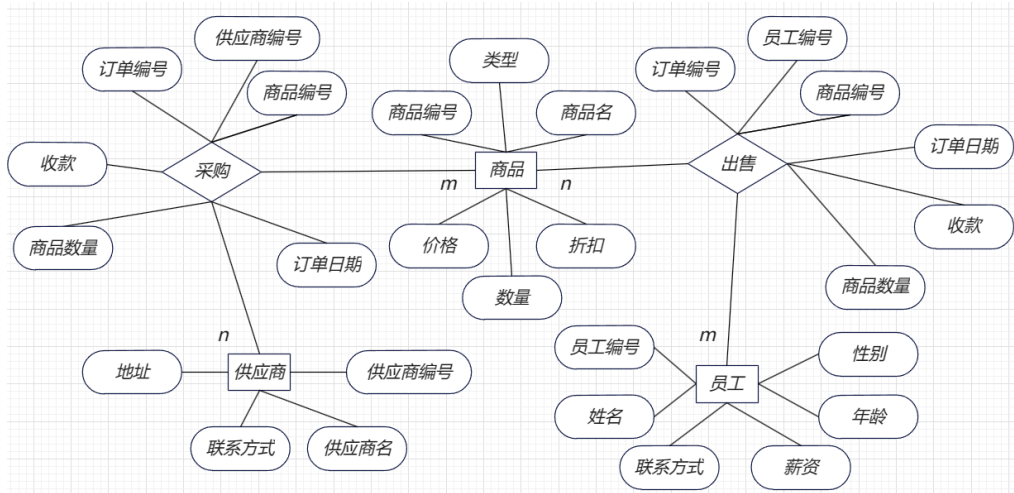 供应商编号
订单编号
商品编号
收款
采购
商品数量
订单日期
类型
商品编号
商品名
商品
m
n
价格
折扣
数量
员工编号
订单编号
商品编号
出售
订单日期
收款
商品数量
n
地址
供应商
供应商编号
联系方式
供应商名
m
员工编号
性别
员工
姓名
年龄
联系方式
薪资